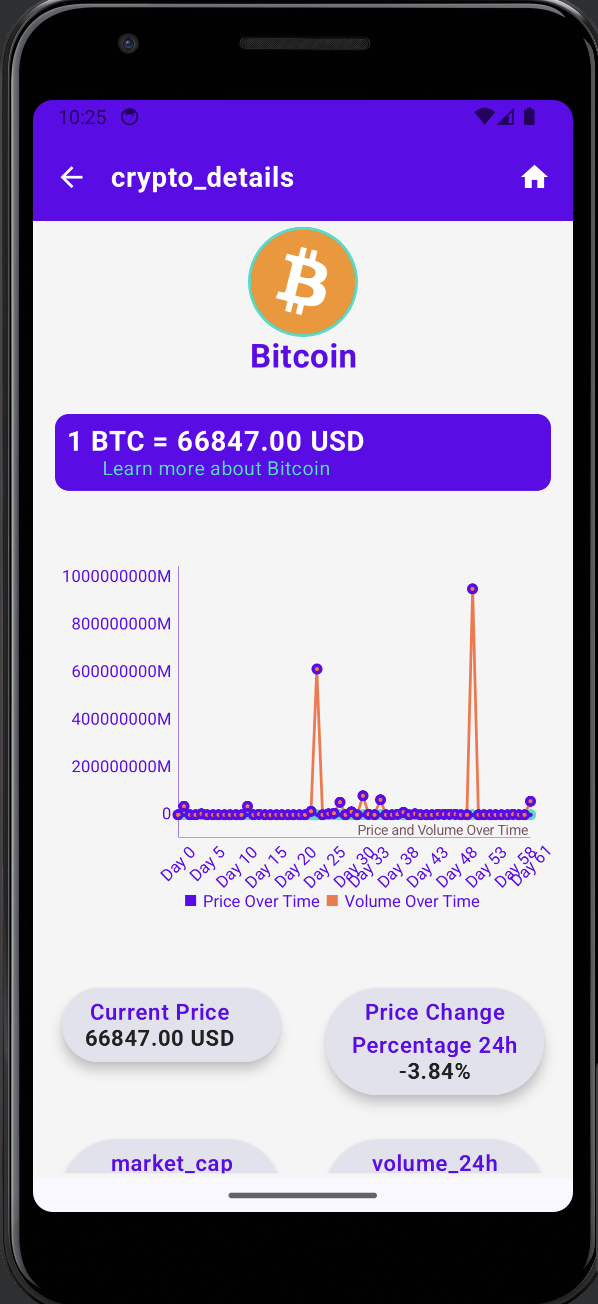 10:25
crypto_details
Bitcoin
1 BTC = 66847.00 USD
Learn more about Bitcoin
1000000000M
800000000M
600000000M
400000000M
200000000M
0
Price and Volume Over Time
Day 0 Day 5 Day 10 Day 15 Day 20 Day 25 Day 30 Day 33 Day 38 Day 43 Day 48 Day 53 Day 58 Day 61
Price Over Time Volume Over Time
Current Price
66847.00 USD
Price Change
Percentage 24h
-3.84%
market_cap
volume_24h